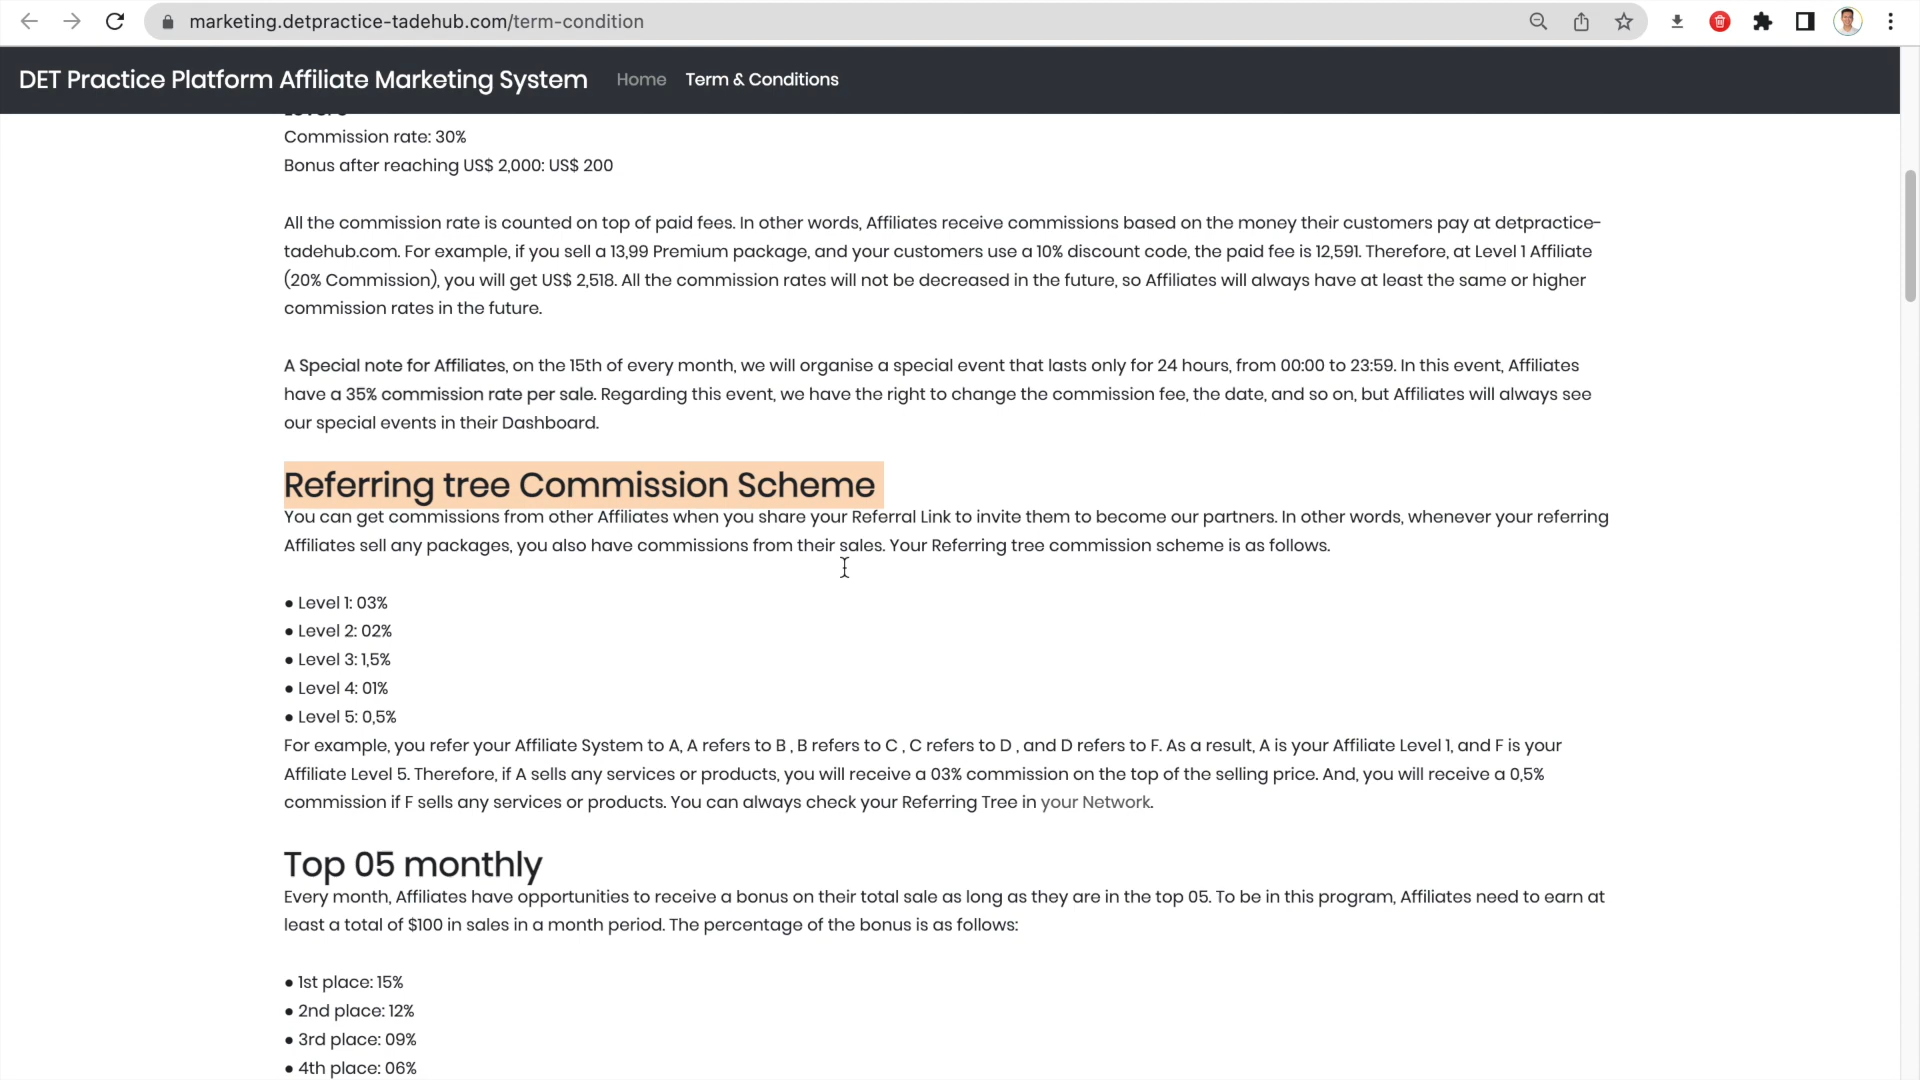 marketing.detpractice-tadehub.com/term-condition
DET Practice Platform Affiliate Marketing System Home Term & Conditions
Commission rate: 30%
Bonus after reaching US$ 2,000: US$ 200
All the commission rate is counted on top of paid fees. In other words, Affiliates receive commissions based on the money their customers pay at detpractice-
tadehub.com. For example, if you sell a 13,99 Premium package, and your customers use a 10% discount code, the paid fee is 12,591. Therefore, at Level 1 Affiliate
(20% Commission), you will get US$ 2,518. All the commission rates will not be decreased in the future, so Affiliates will always have at least the same or higher
commission rates in the future.
A Special note for Affiliates, on the 15th of every month, we will organise a special event that lasts only for 24 hours, from 00:00 to 23:59. In this event, Affiliates
have a 35% commission rate per sale. Regarding this event, we have the right to change the commission fee, the date, and so on, but Affiliates will always see
our special events in their Dashboard.
Referring tree Commission Scheme
You can get commissions from other Affiliates when you share your Referral Link to invite them to become our partners. In other words, whenever your referring
Affiliates sell any packages, you also have commissions from their sales. Your Referring tree commission scheme is as follows.
● Level 1: 03%
● Level 2: 02%
● Level 3: 1,5%
● Level 4: 01%
● Level 5: 0,5%
For example, you refer your Affiliate System to A, A refers to B , B refers to C , C refers to D , and D refers to F. As a result, A is your Affiliate Level 1, and F is your
Affiliate Level 5. Therefore, if A sells any services or products, you will receive a 03% commission on the top of the selling price. And, you will receive a 0,5%
commission if F sells any services or products. You can always check your Referring Tree in your Network.
Top 05 monthly
Every month, Affiliates have opportunities to receive a bonus on their total sale as long as they are in the top 05. To be in this program, Affiliates need to earn at
least a total of $100 in sales in a month period. The percentage of the bonus is as follows:
● 1st place: 15%
● 2nd place: 12%
● 3rd place: 09%
● 4th place: 06%